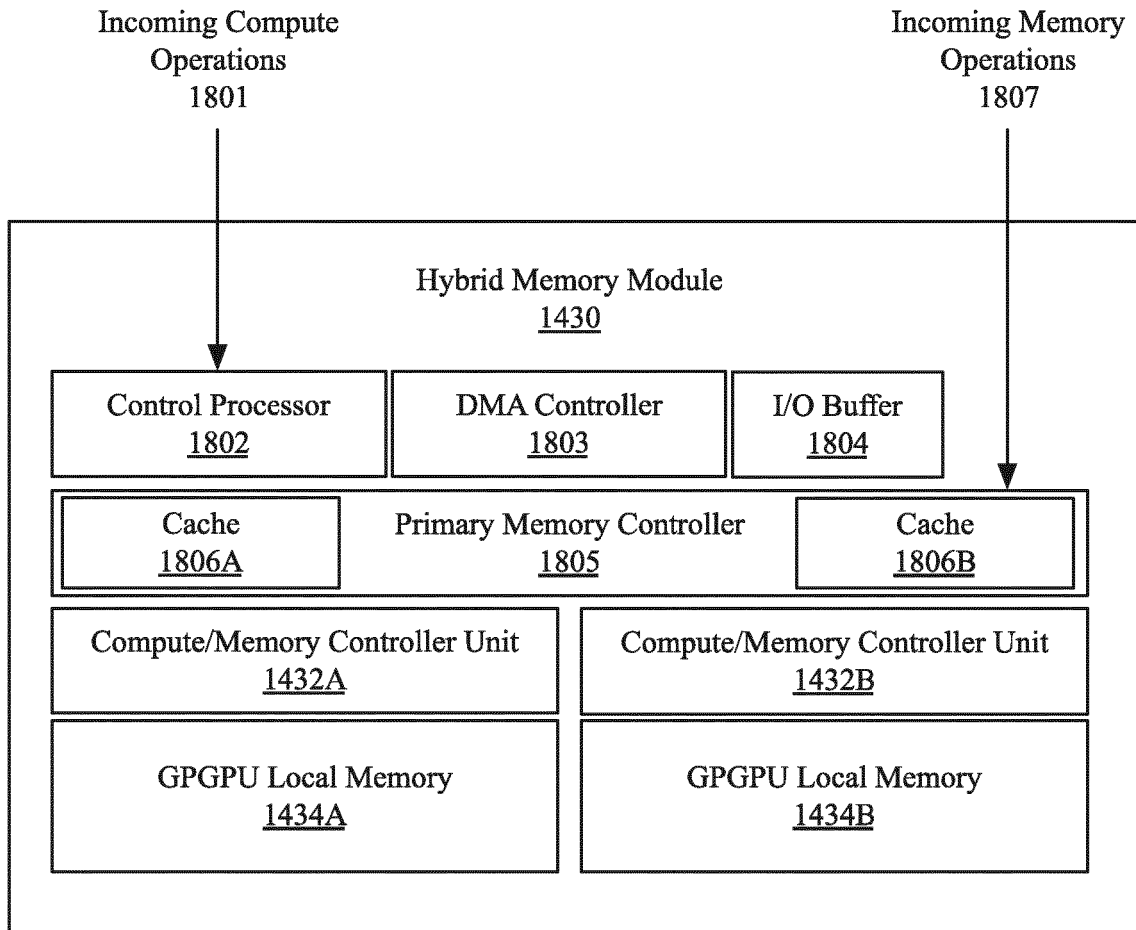 Incoming Compute
Operations
1801
Incoming Memory
Operations
1807
Hybrid Memory Module
1430
Control Processor
1802
DMA Controller
1803
I/O Buffer
1804
Cache
1806A
Primary Memory Controller
1805
Cache
1806B
Compute/Memory Controller Unit
1432A
Compute/Memory Controller Unit
1432B
GPGPU Local Memory
1434A
GPGPU Local Memory
1434B